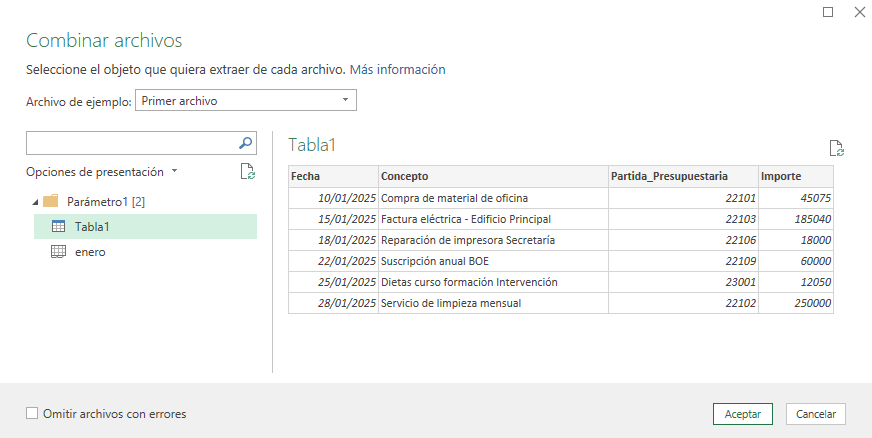 Combinar archivos
Seleccione el objeto que quiera extraer de cada archivo. Más información
Archivo de ejemplo: Primer archivo
Opciones de presentación
Parámetro1 [2]
Tabla1
enero
Tabla1
Fecha Concepto Partida_Presupuestaria Importe
10/01/2025 Compra de material de oficina 22101 45075
15/01/2025 Factura eléctrica - Edificio Principal 22103 185040
18/01/2025 Reparación de impresora Secretaría 22106 18000
22/01/2025 Suscripción anual BOE 22109 60000
25/01/2025 Dietas curso formación Intervención 23001 12050
28/01/2025 Servicio de limpieza mensual 22102 250000
Omitir archivos con errores
Aceptar Cancelar